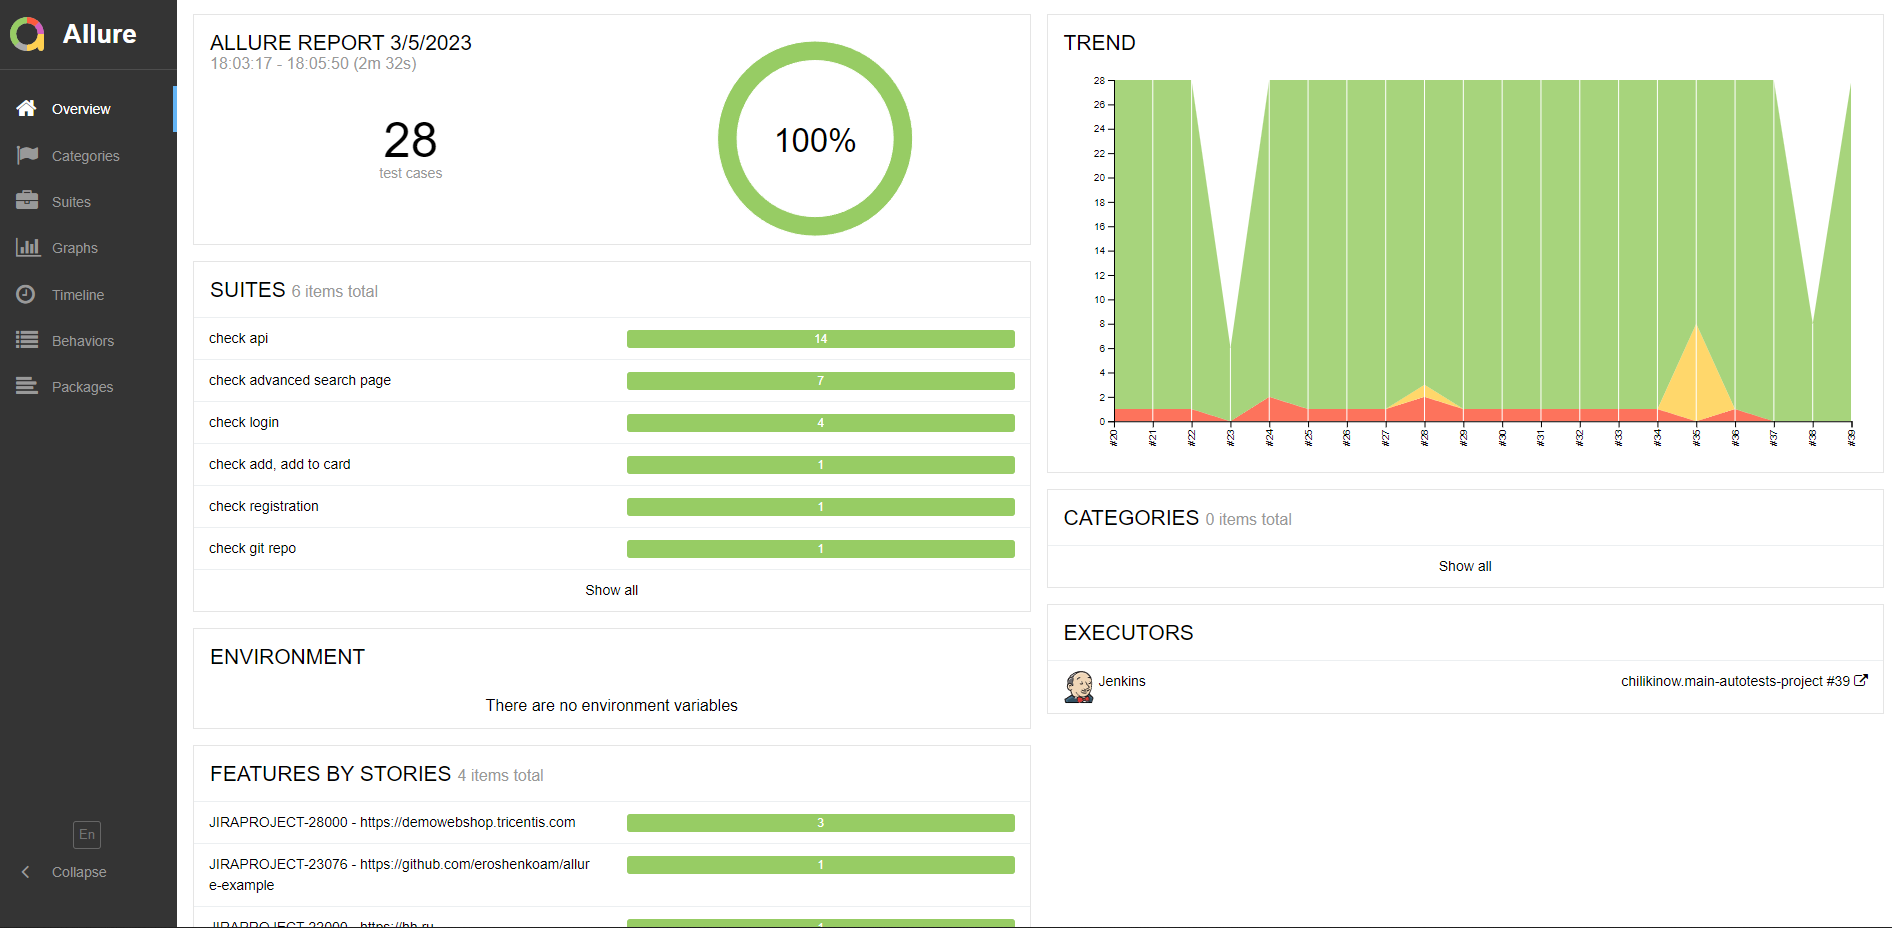 Allure
Overview
Categories
Suites
Graphs
Timeline
Behaviors
Packages
En
Collapse
ALLURE REPORT 3/5/2023
18:03:17 - 18:05:50 (2m 32s)
28
test cases
100%
SUITES 6 items total
check api 14
check advanced search page 7
check login 4
check add, add to card 1
check registration 1
check git repo 1
Show all
ENVIRONMENT
There are no environment variables
FEATURES BY STORIES 4 items total
JIRAPROJECT-28000 - https://demowebshop.tricentis.com 3
JIRAPROJECT-23076 - https://github.com/eroshenkoam/allur 1
e-example
TREND
28
26
24
22
20
18
16
14
12
10
8
6
4
2
0
#20 #21 #22 #23 #24 #25 #26 #27 #28 #29 #30 #31 #32 #33 #34 #35 #36 #37 #38 #39
CATEGORIES 0 items total
Show all
EXECUTORS
Jenkins chilikinow.main-autotests-project #39